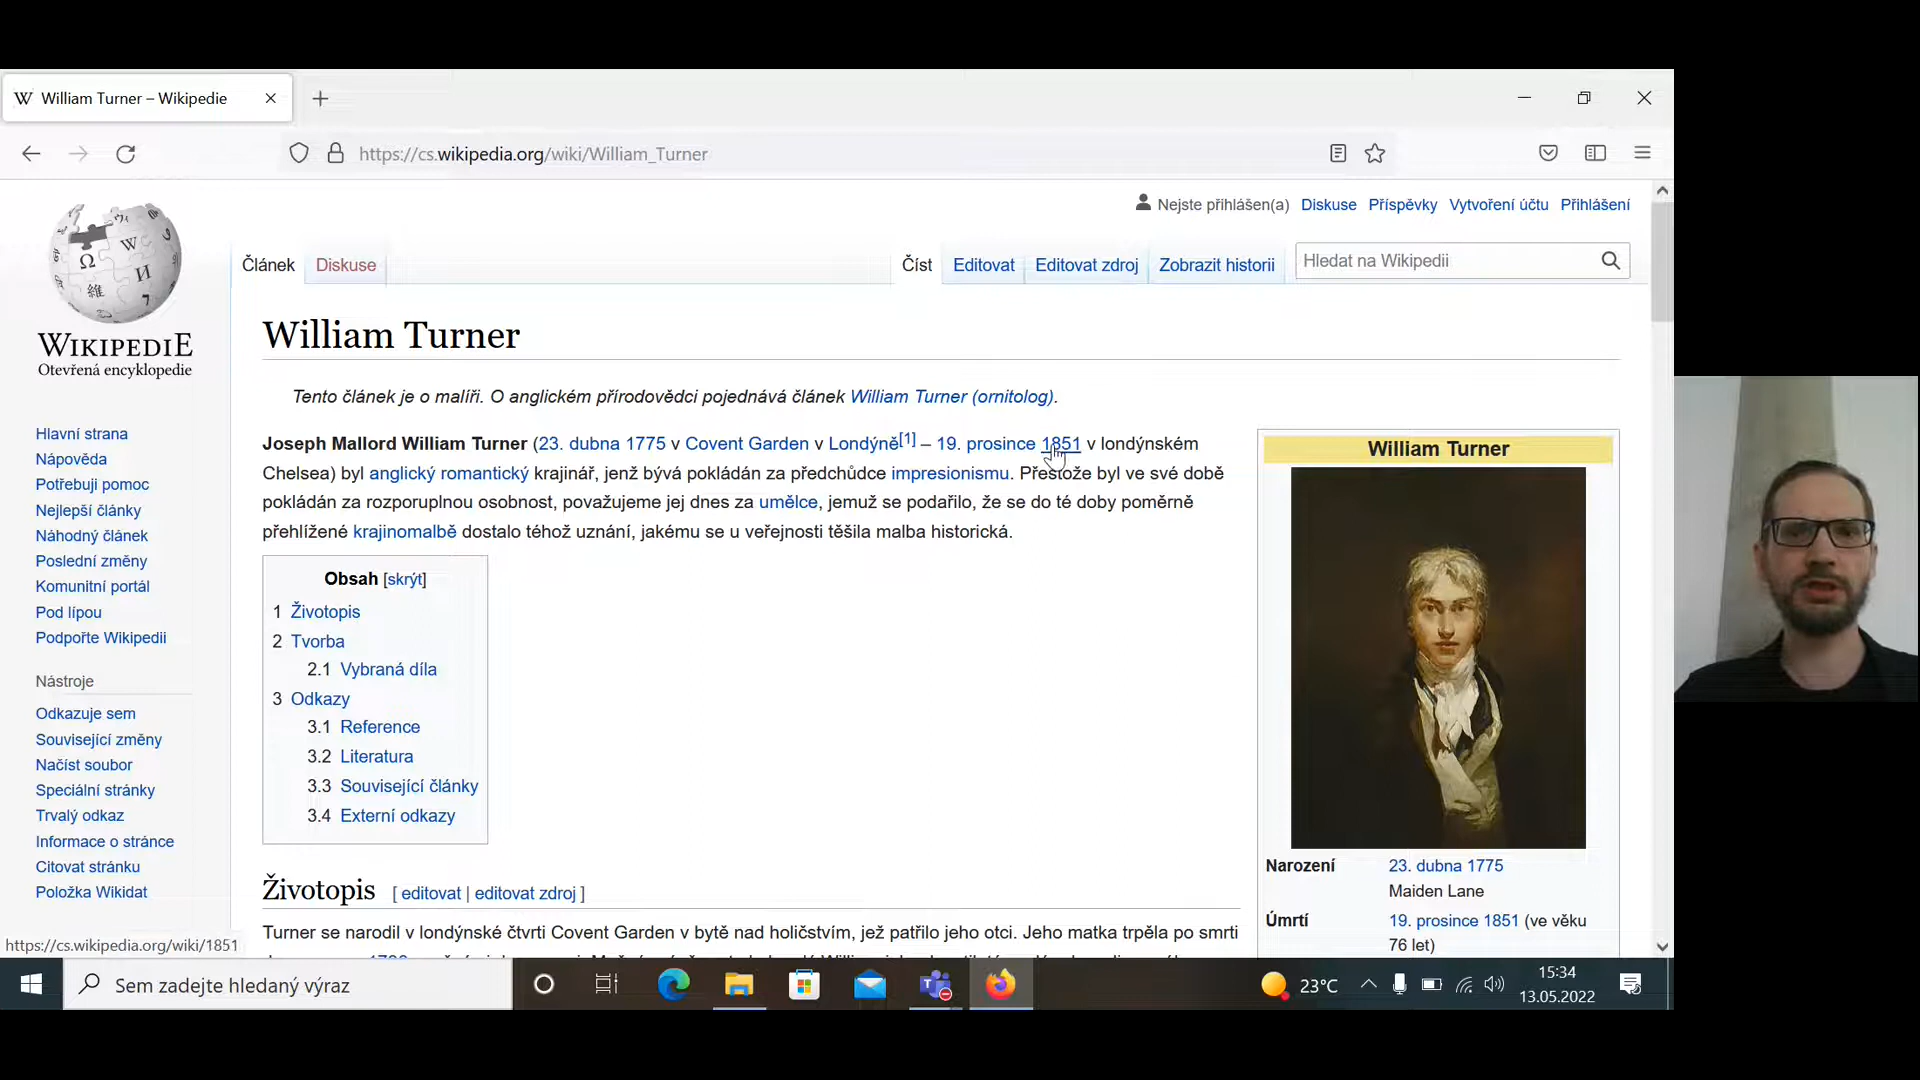 William Turner – Wikipedie
https://cs.wikipedia.org/wiki/William_Turner
Nejste přihlášen(a) Diskuse Příspěvky Vytvoření účtu Přihlášení
Článek Diskuse Číst Editovat Editovat zdroj Zobrazit historii Hledat na Wikipedii
WIKIPEDIE
Otevřená encyklopedie
Hlavní strana
Nápověda
Potřebuji pomoc
Nejlepší články
Náhodný článek
Poslední změny
Komunitní portál
Pod lípou
Podpořte Wikipedii
Nástroje
Odkazuje sem
Související změny
Načíst soubor
Speciální stránky
Trvalý odkaz
Informace o stránce
Citovat stránku
Položka Wikidat
William Turner
Tento článek je o malíři. O anglickém přírodovědci pojednává článek William Turner (ornitolog).
Joseph Mallord William Turner (23. dubna 1775 v Covent Garden v Londýně[1] – 19. prosince 1851 v londýnském
Chelsea) byl anglický romantický krajinář, jenž bývá pokládán za předchůdce impresionismu. Přestože byl ve své době
pokládán za rozporuplnou osobnost, považujeme jej dnes za umělce, jemuž se podařilo, že se do té doby poměrně
přehlížené krajinomalbě dostalo téhož uznání, jakému se u veřejnosti těšila malba historická.
Obsah [skrýt]
1 Životopis
2 Tvorba
2.1 Vybraná díla
3 Odkazy
3.1 Reference
3.2 Literatura
3.3 Související články
3.4 Externí odkazy
Životopis [ editovat | editovat zdroj ]
Turner se narodil v londýnské čtvrti Covent Garden v bytě nad holičstvím, jež patřilo jeho otci. Jeho matka trpěla po smrti
William Turner
Narození 23. dubna 1775
Maiden Lane
Úmrtí 19. prosince 1851 (ve věku
76 let)
https://cs.wikipedia.org/wiki/1851
Sem zadejte hledaný výraz
23°C
15:34
13.05.2022